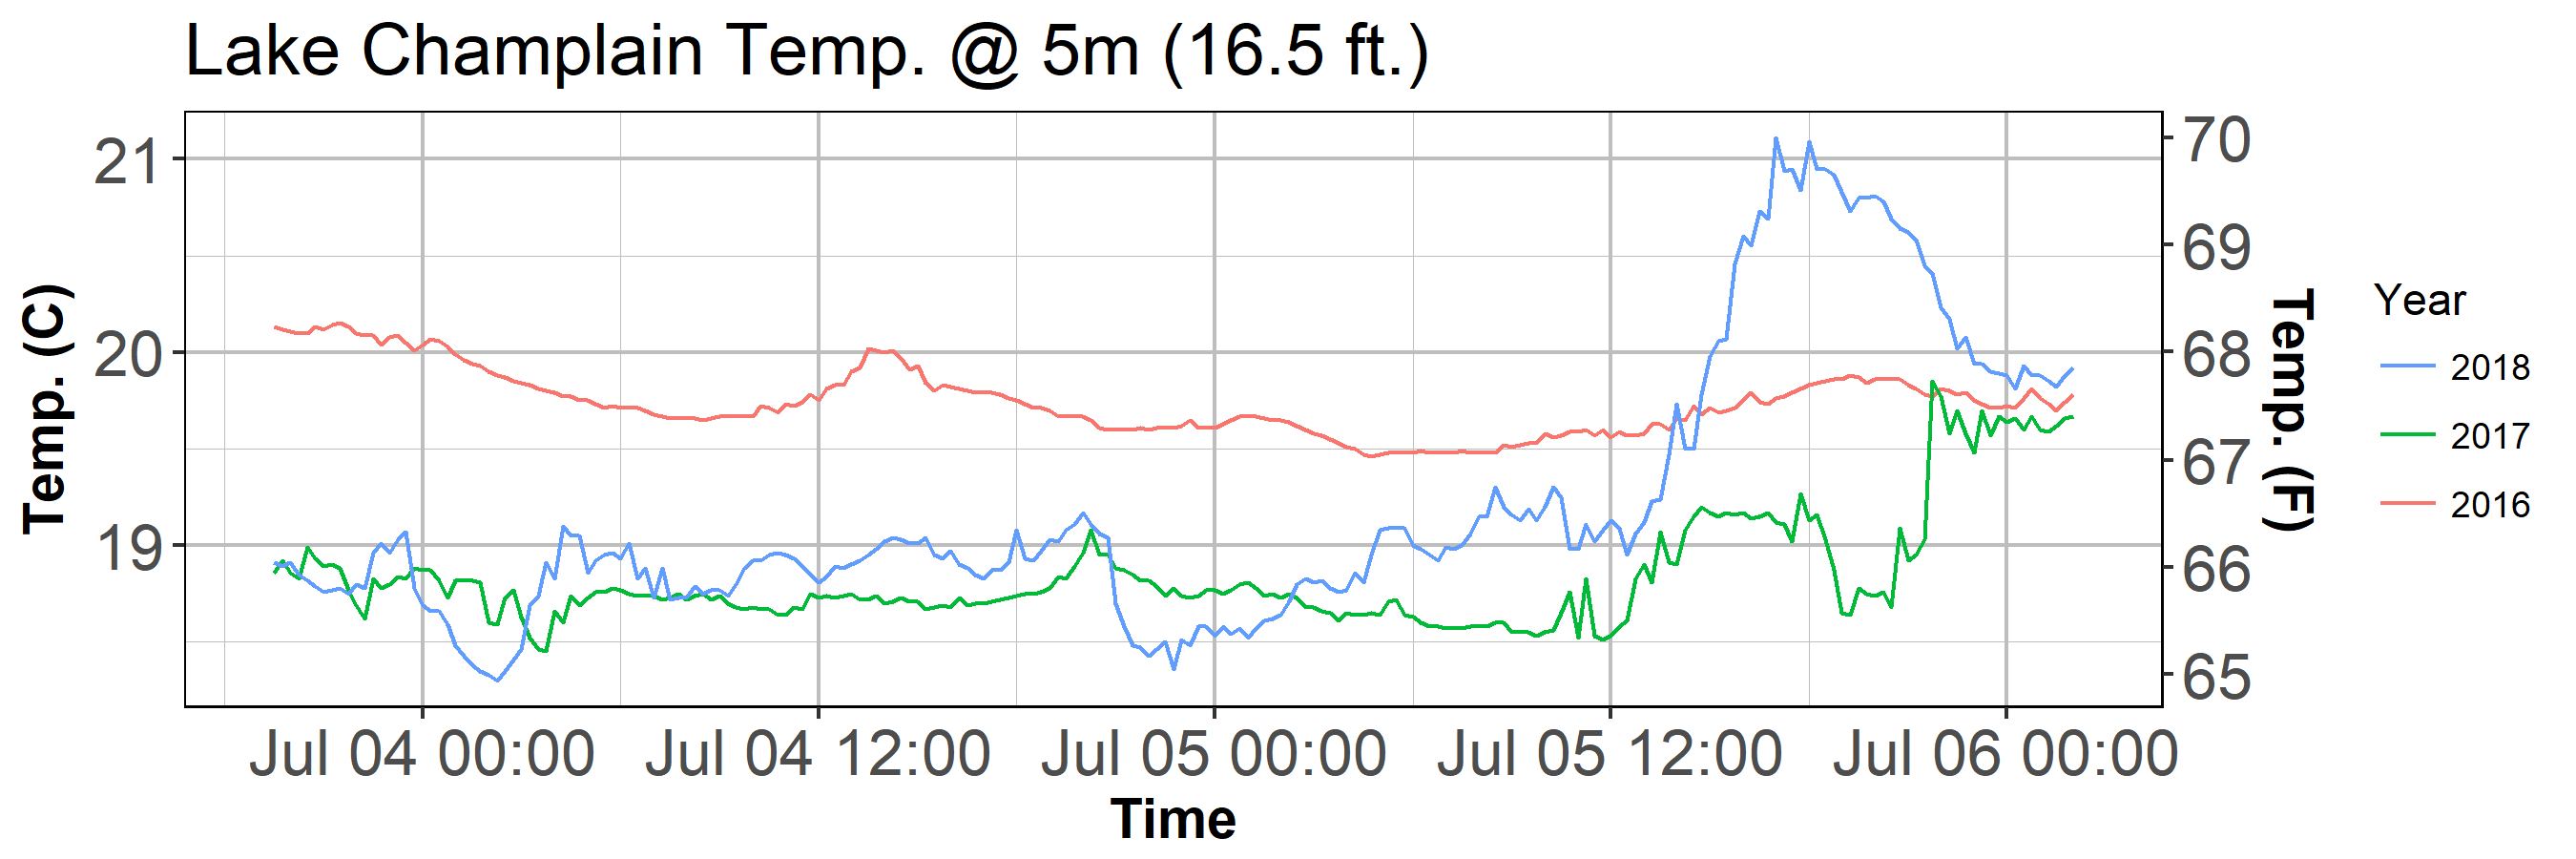 Lake Champlain Temp. @ 5m (16.5 ft.)
Temp. (C)
21
20
19
70
69
68
67
66
65
Temp. (F)
Year
2018
2017
2016
Jul 04 00:00 Jul 04 12:00 Jul 05 00:00 Jul 05 12:00 Jul 06 00:00
Time